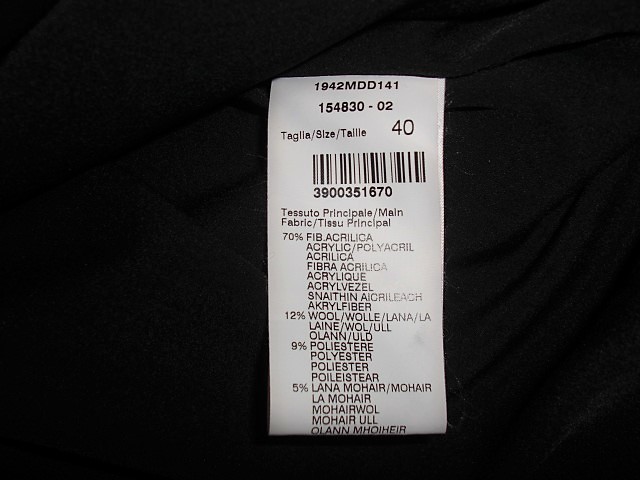 1942MDD141
154830 - 02
Taglia/Size/Taille 40
3900351670
Tessuto Principale/Main
Fabric/Tissu Principal
70% FIB.ACRILICA
ACRYLIC/POLYACRIL
ACRILICA
FIBRA ACRILICA
ACRYLIQUE
ACRYLVEZEL
SNAITHIN AICRILEACH
AKRYLFIBER
12% WOOL/WOLLE/LANA/LA
LAINE/WOL/ULL
OLANN/ULD
9% POLIESTERE
POLYESTER
POLIESTER
POILEISTEAR
5% LANA MOHAIR/MOHAIR
LA MOHAIR
MOHAIRWOL
MOHAIR ULL
OLANN MHOIHEIR